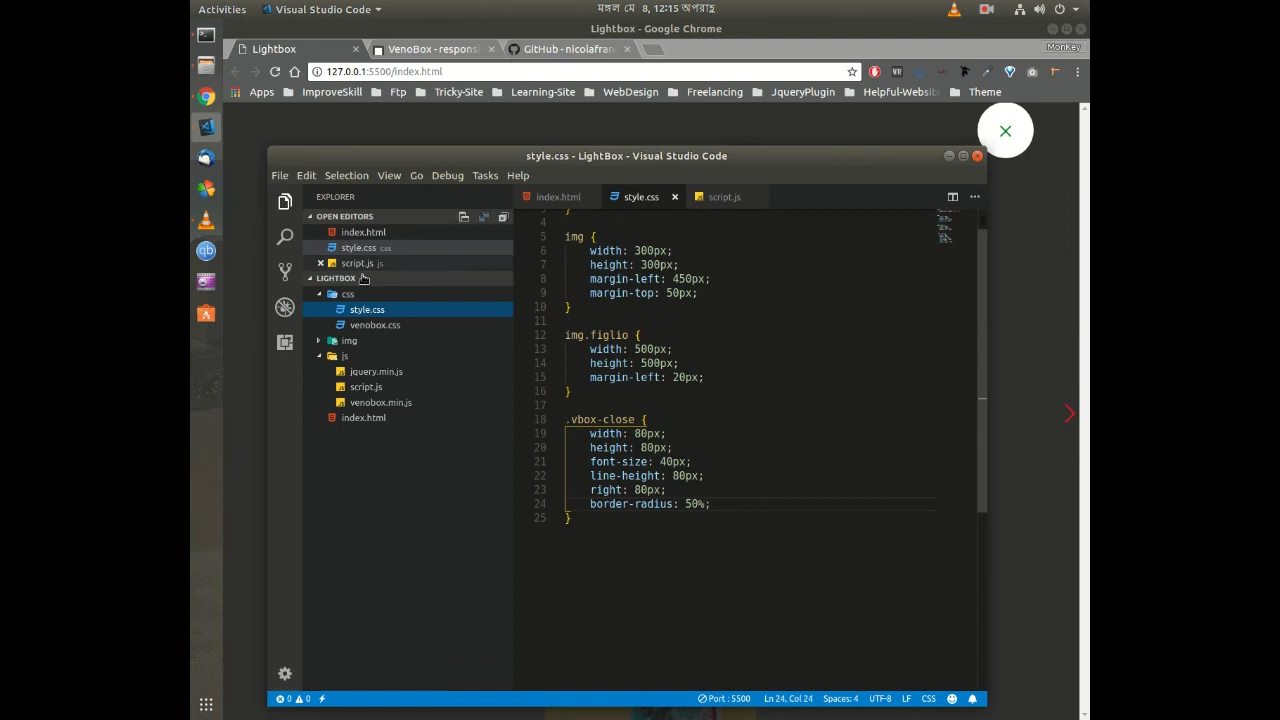 Activities Visual Studio Code মঙ্গল মে 8, 12:15 অপরাহ্ণ
Lightbox - Google Chrome
Lightbox VenoBox - responsi GitHub - nicolafran MonKey
127.0.0.1:5500/index.html
Apps ImproveSkill Ftp Tricky-Site Learning-Site WebDesign Freelancing JqueryPlugin Helpful-Website Theme
style.css - LightBox - Visual Studio Code
File Edit Selection View Go Debug Tasks Help
EXPLORER
OPEN EDITORS
index.html
style.css css
script.js js
LIGHTBOX
css
style.css
venobox.css
img
js
jquery.min.js
script.js
venobox.min.js
index.html
index.html style.css script.js
3 }
4
5 img {
6 width: 300px;
7 height: 300px;
8 margin-left: 450px;
9 margin-top: 50px;
10 }
11
12 img.figlio {
13 width: 500px;
14 height: 500px;
15 margin-left: 20px;
16 }
17
18 .vbox-close {
19 width: 80px;
20 height: 80px;
21 font-size: 40px;
22 line-height: 80px;
23 right: 80px;
24 border-radius: 50%;
25 }
0 0 Port : 5500 Ln 24, Col 24 Spaces: 4 UTF-8 LF CSS